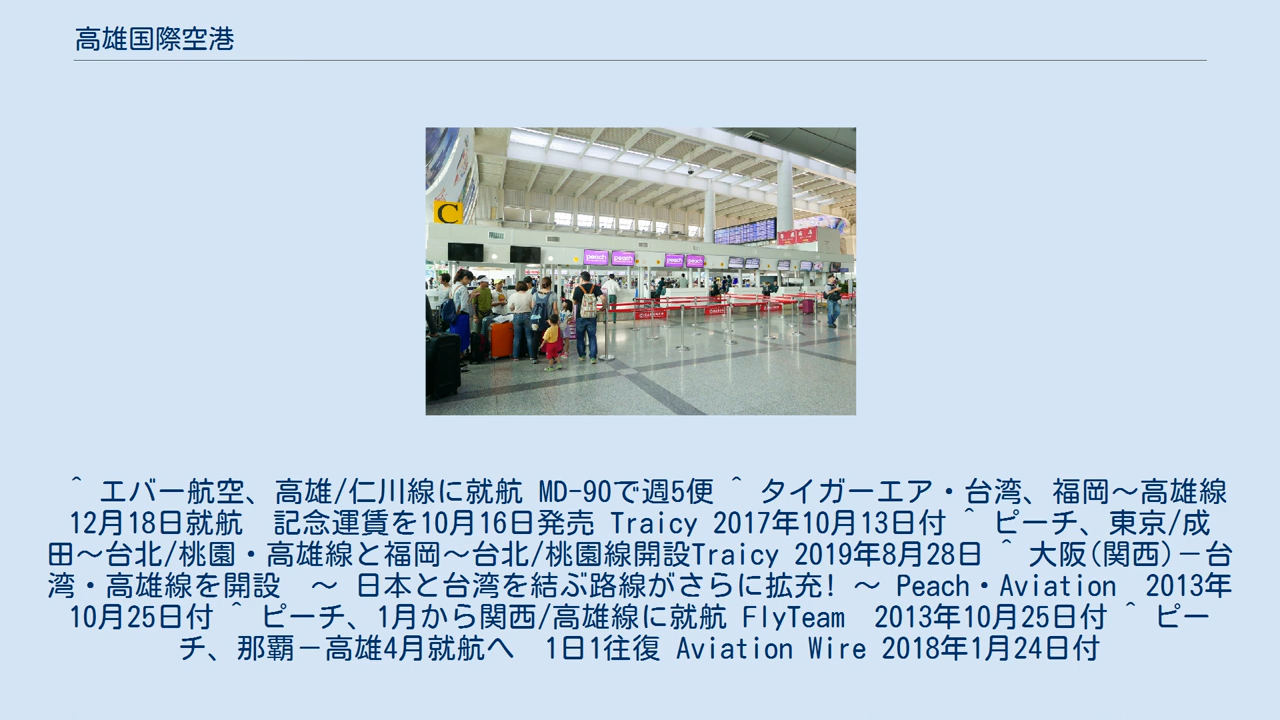 高雄国際空港
C
peach
peach
peach
peach
^ エバー航空、高雄/仁川線に就航 MD-90で週5便 ^ タイガーエア・台湾、福岡〜高雄線
12月18日就航　記念運賃を10月16日発売 Traicy 2017年10月13日付 ^ ピーチ、東京/成
田〜台北/桃園・高雄線と福岡〜台北/桃園線開設Traicy 2019年8月28日 ^ 大阪(関西)－台
湾・高雄線を開設　〜 日本と台湾を結ぶ路線がさらに拡充! 〜 Peach・Aviation　2013年
10月25日付 ^ ピーチ、1月から関西/高雄線に就航 FlyTeam　2013年10月25日付 ^ ピー
チ、那覇－高雄4月就航へ　1日1往復 Aviation Wire 2018年1月24日付